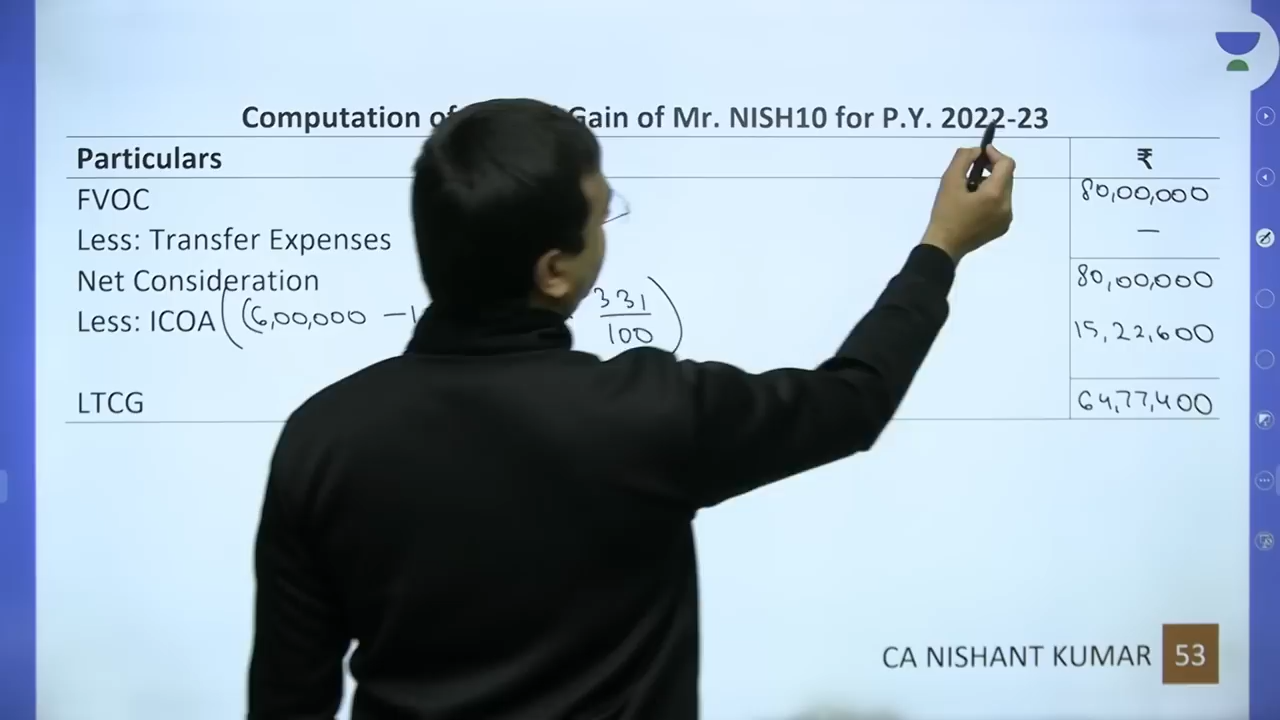 Computation of Gain of Mr. NISH10 for P.Y. 2022-23
Particulars ₹
FVOC 80,00,000
Less: Transfer Expenses —
Net Consideration 80,00,000
Less: ICOA ((6,00,000 – 331/100) 15,22,600
LTCG 64,77,400
CA NISHANT KUMAR 53